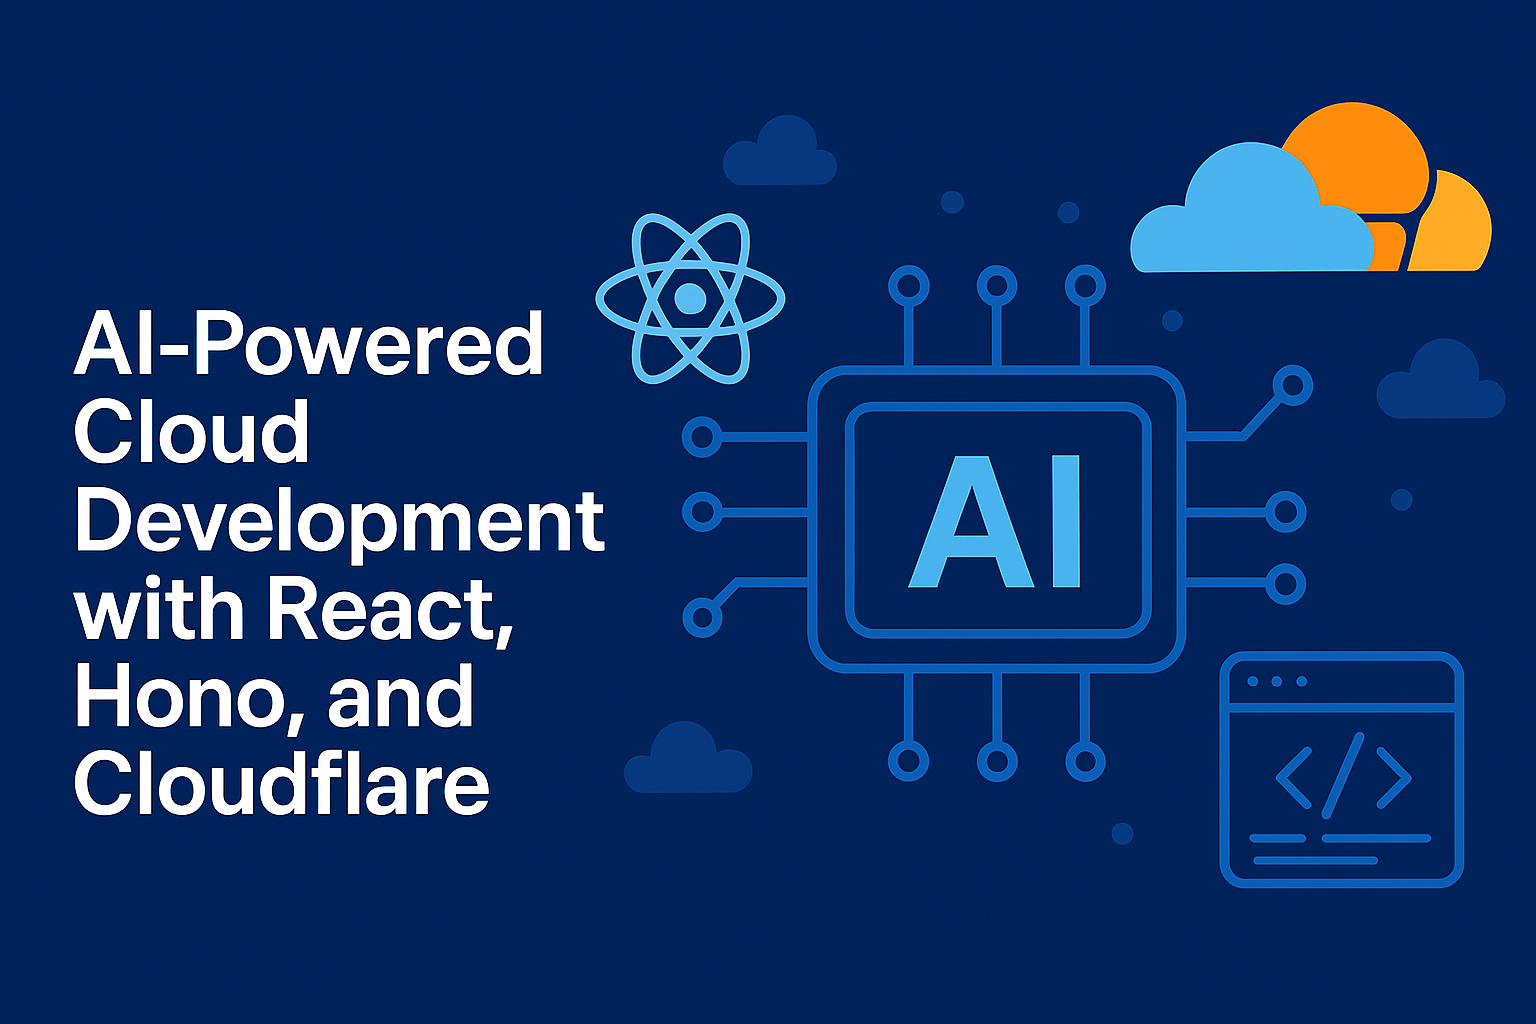 AI-Powered
Cloud
Development
with React,
Hono, and
Cloudflare
AI
</>